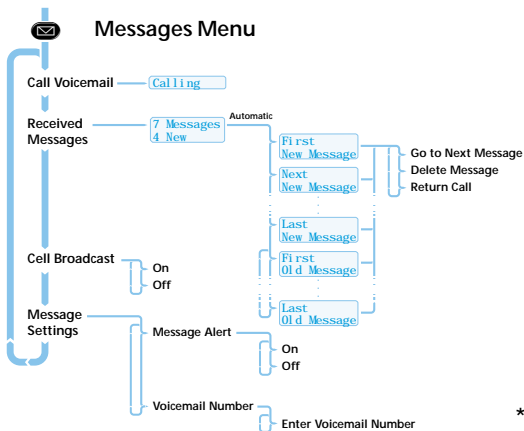 Messages Menu
Call Voicemail
Calling
Received
Messages
7 Messages
4 New
Automatic
First
New Message
Next
New Message
Last
New Message
First
Old Message
Last
Old Message
Go to Next Message
Delete Message
Return Call
Cell Broadcast
On
Off
Message
Settings
Message Alert
On
Off
Voicemail Number
Enter Voicemail Number
*